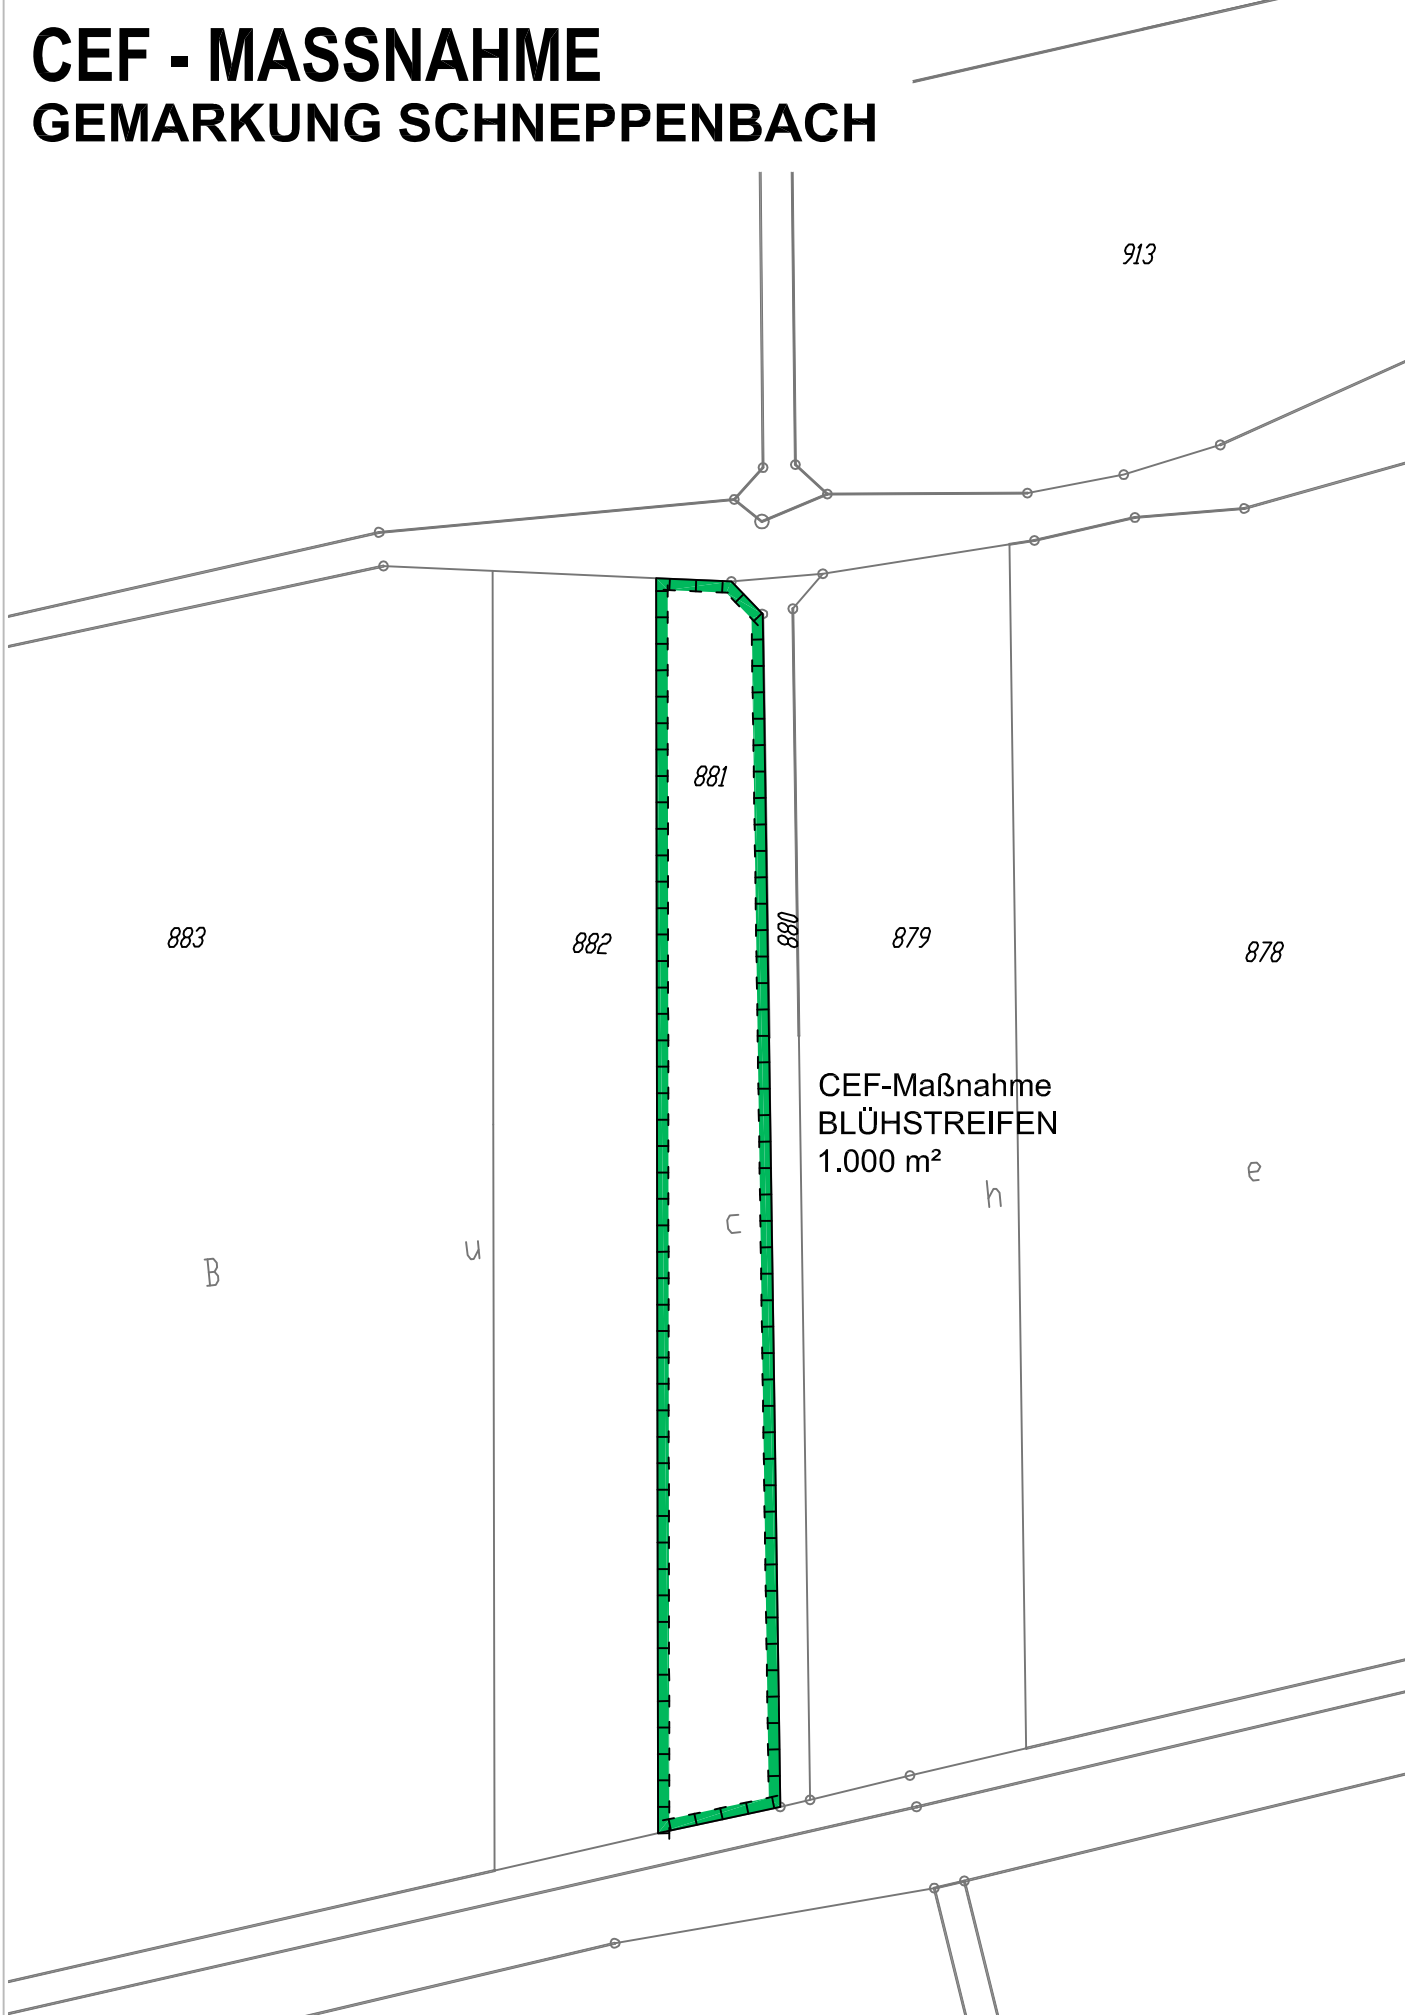 CEF - MASSNAHME
GEMARKUNG SCHNEPPENBACH
913
881
883
882
880
879
878
CEF-Maßnahme
BLÜHSTREIFEN
1.000 m²
B u c h e